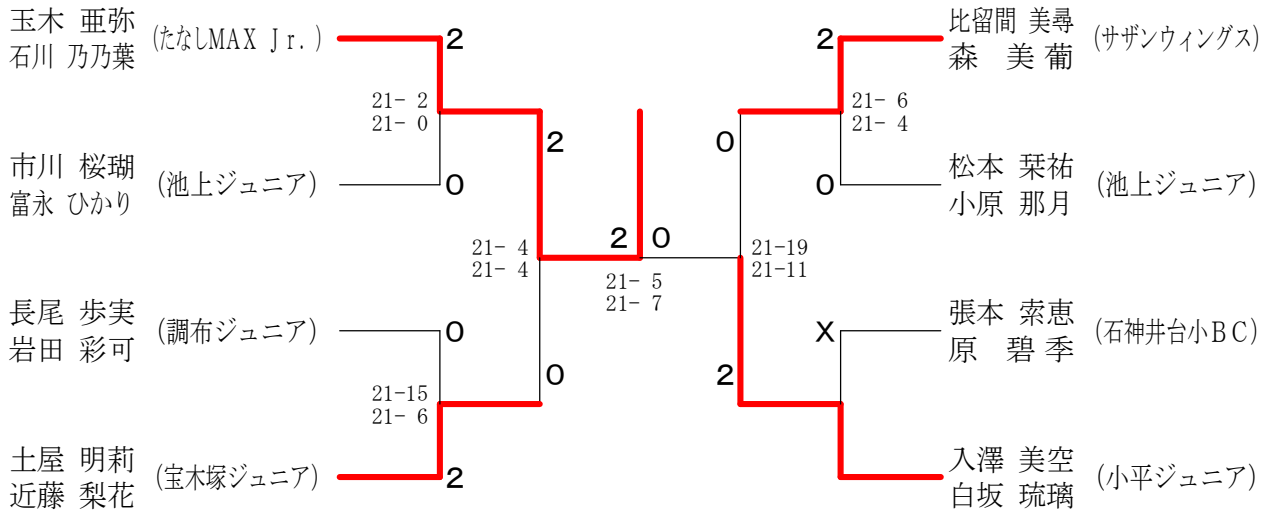 玉木 亜弥
石川 乃乃葉
(たなしMAX Jr.)
2
21- 2
21- 0
市川 桜瑚
富永 ひかり
(池上ジュニア)
0
2
21- 4
21- 4
長尾 歩実
岩田 彩可
(調布ジュニア)
0
21-15
21- 6
0
土屋 明莉
近藤 梨花
(宝木塚ジュニア)
2
2 0
21- 5
21- 7
比留間 美尋
森 美葡
(サザンウィングス)
2
21- 6
21- 4
0
松本 栞祐
小原 那月
(池上ジュニア)
0
21-19
21-11
張本 索恵
原 碧季
(石神井台小BC)
X
2
入澤 美空
白坂 琉璃
(小平ジュニア)